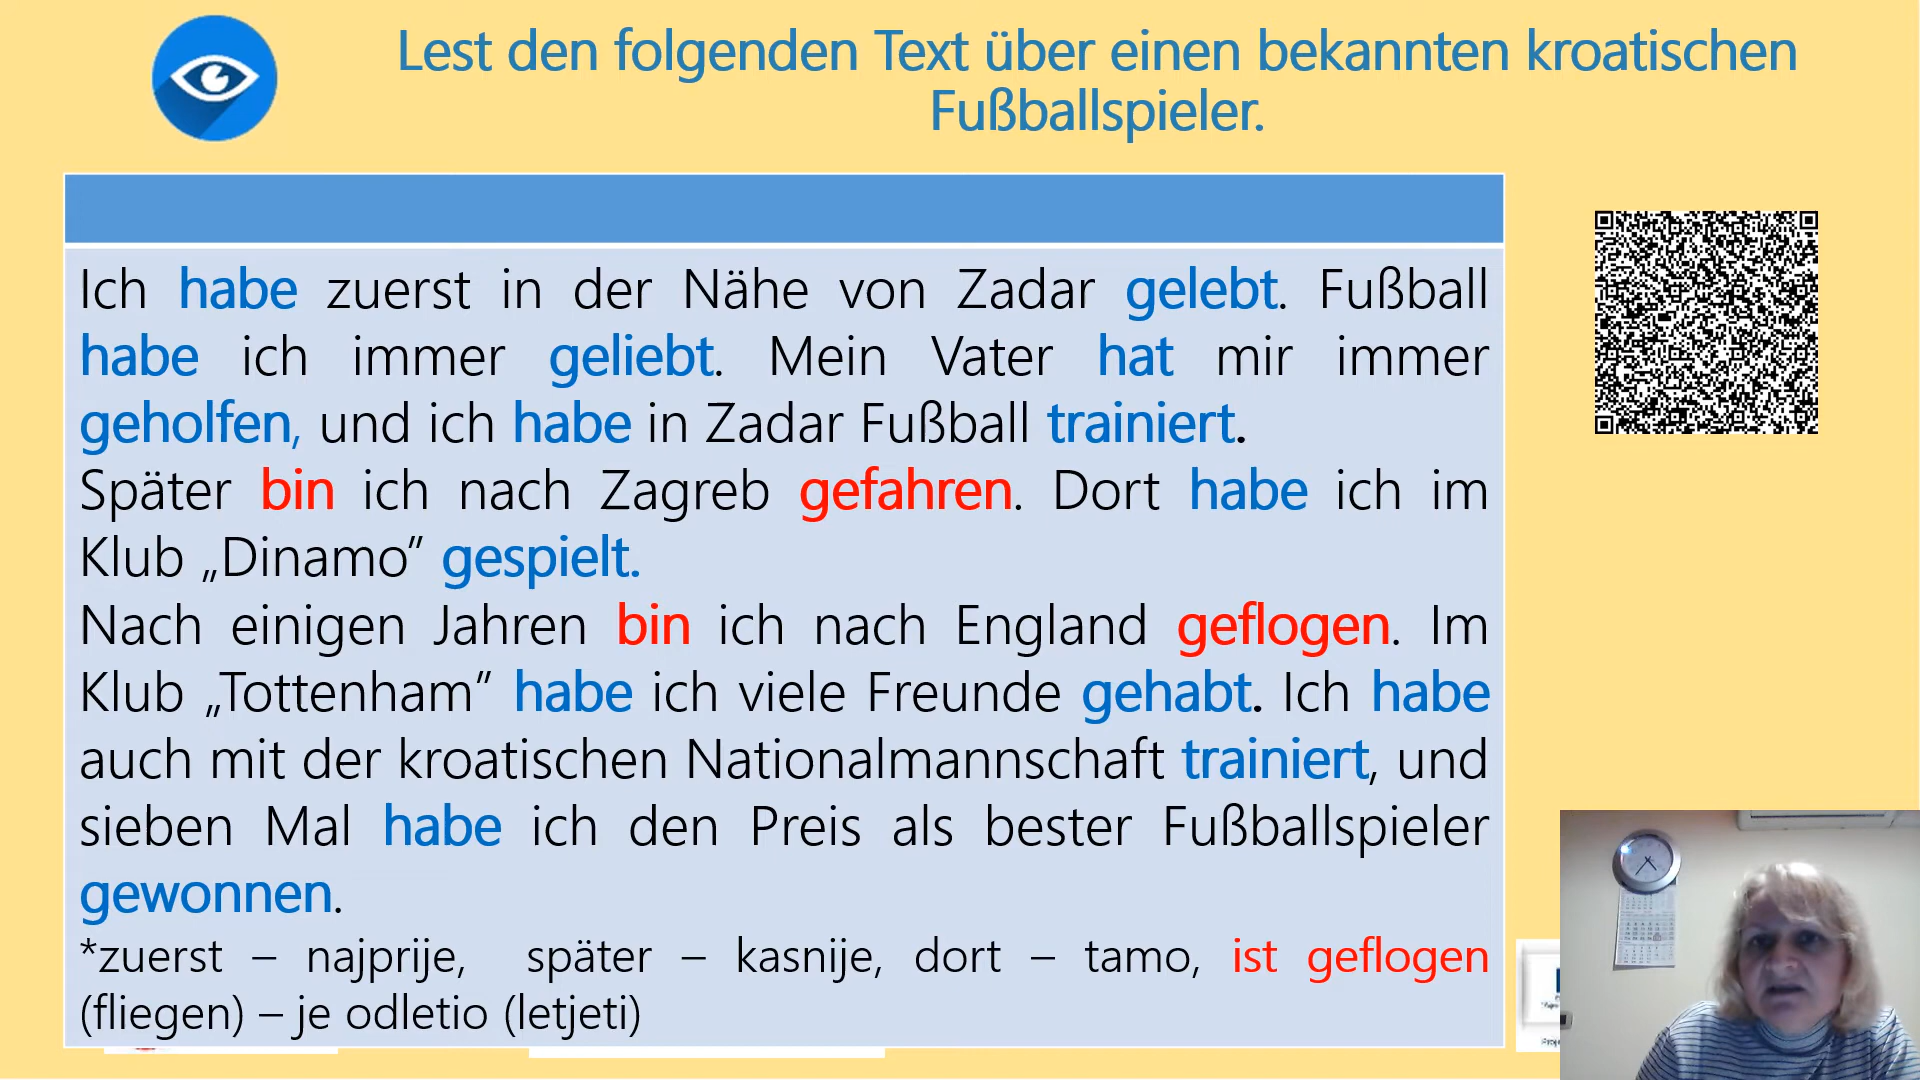 Lest den folgenden Text über einen bekannten kroatischen
Fußballspieler.
Ich habe zuerst in der Nähe von Zadar gelebt. Fußball
habe ich immer geliebt. Mein Vater hat mir immer
geholfen, und ich habe in Zadar Fußball trainiert.
Später bin ich nach Zagreb gefahren. Dort habe ich im
Klub „Dinamo” gespielt.
Nach einigen Jahren bin ich nach England geflogen. Im
Klub „Tottenham” habe ich viele Freunde gehabt. Ich habe
auch mit der kroatischen Nationalmannschaft trainiert, und
sieben Mal habe ich den Preis als bester Fußballspieler
gewonnen.
*zuerst – najprije, später – kasnije, dort – tamo, ist geflogen
(fliegen) – je odletio (letjeti)